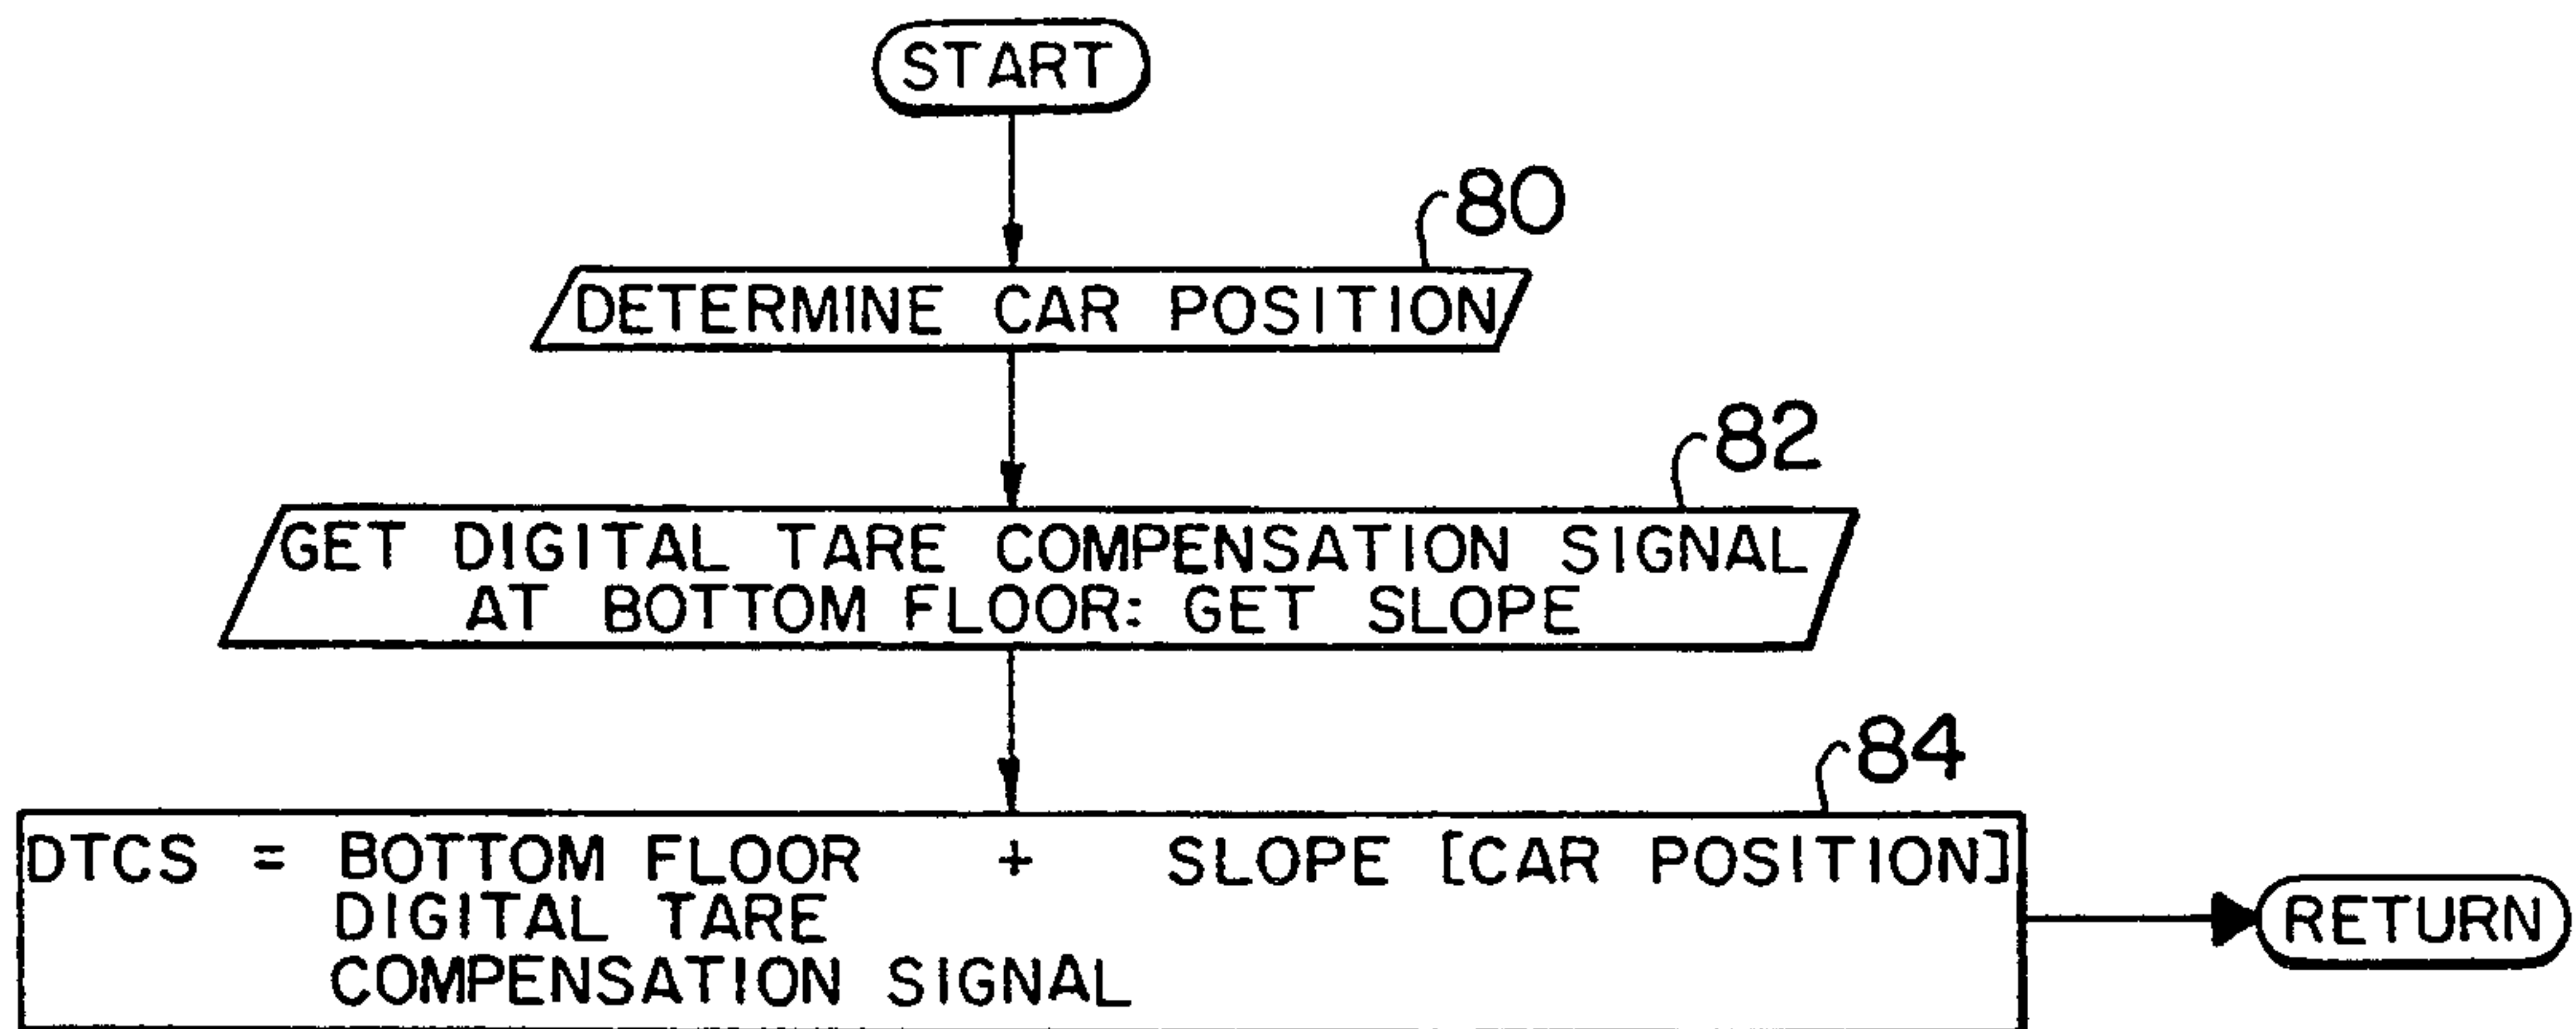 START
80
DETERMINE CAR POSITION
82
GET DIGITAL TARE COMPENSATION SIGNAL
AT BOTTOM FLOOR: GET SLOPE
84
DTCS = BOTTOM FLOOR + SLOPE [CAR POSITION]
DIGITAL TARE
COMPENSATION SIGNAL
RETURN